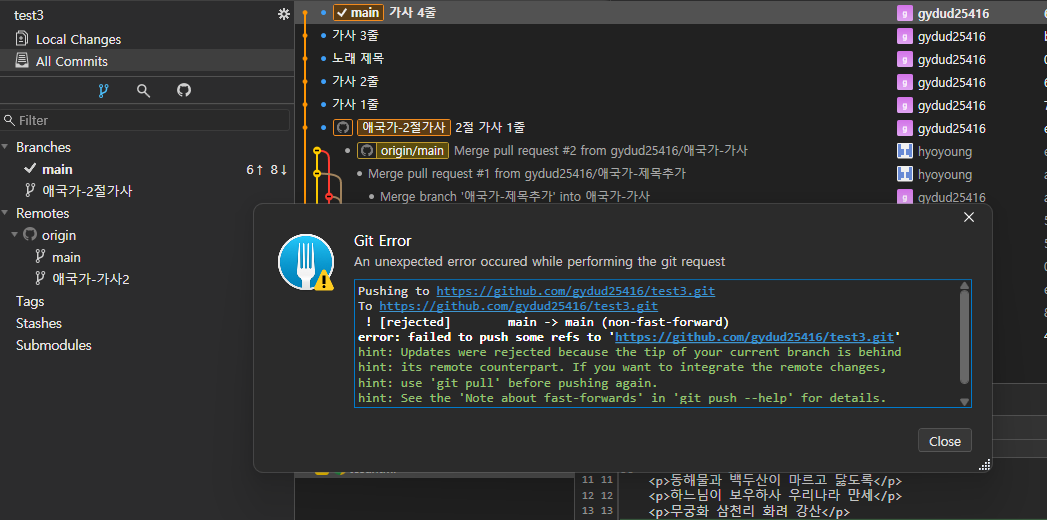 test3
Local Changes
All Commits
Filter
Branches
main 6↑ 8↓
애국가-2절가사
Remotes
origin
main
애국가-가사2
Tags
Stashes
Submodules
main 가사 4줄 gydud25416
가사 3줄 gydud25416
노래 제목 gydud25416
가사 2줄 gydud25416
가사 1줄 gydud25416
애국가-2절가사 2절 가사 1줄 gydud25416
origin/main Merge pull request #2 from gydud25416/애국가-가사 hyoyoung
Merge pull request #1 from gydud25416/애국가-제목추가 hyoyoung
Merge branch '애국가-제목추가' into 애국가-가사 gydud25416
Git Error
An unexpected error occured while performing the git request
Pushing to https://github.com/gydud25416/test3.git
To https://github.com/gydud25416/test3.git
! [rejected] main -> main (non-fast-forward)
error: failed to push some refs to 'https://github.com/gydud25416/test3.git'
hint: Updates were rejected because the tip of your current branch is behind
hint: its remote counterpart. If you want to integrate the remote changes,
hint: use 'git pull' before pushing again.
hint: See the 'Note about fast-forwards' in 'git push --help' for details.
Close
11 11 <p>동해물과 백두산이 마르고 닳도록</p>
12 12 <p>하느님이 보우하사 우리나라 만세</p>
13 13 <p>무궁화 삼천리 화려 강산</p>